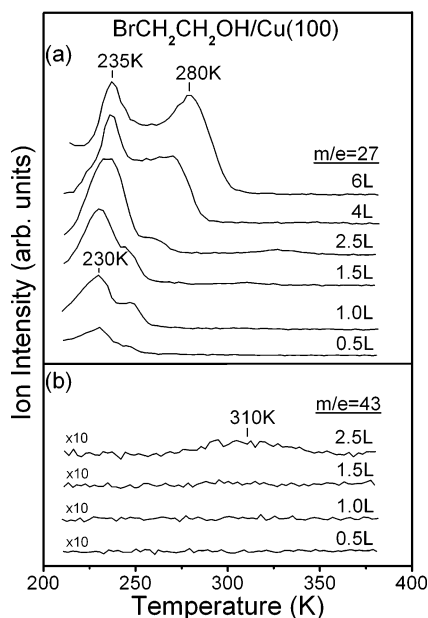 BrCH₂CH₂OH/Cu(100)
(a)
235K
280K
m/e=27
6L
4L
2.5L
1.5L
230K
1.0L
0.5L
(b)
m/e=43
310K
x10
2.5L
x10
1.5L
x10
1.0L
x10
0.5L
200 250 300 350 400
Temperature (K)
Ion Intensity (arb. units)